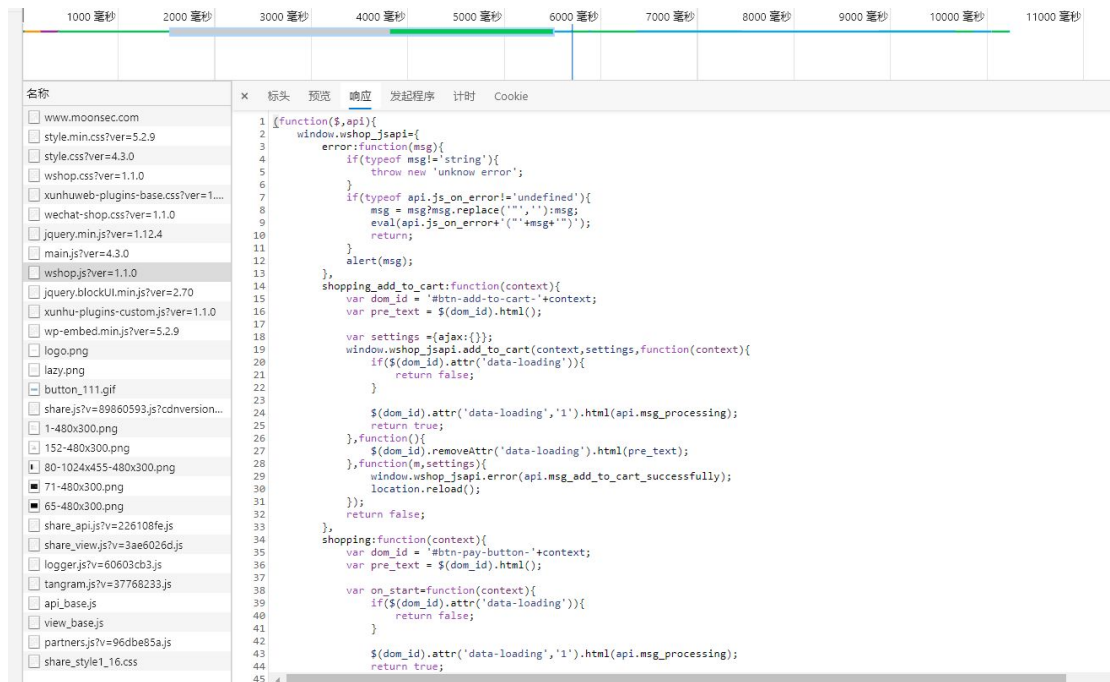 1000 毫秒 2000 毫秒 3000 毫秒 4000 毫秒 5000 毫秒 6000 毫秒 7000 毫秒 8000 毫秒 9000 毫秒 10000 毫秒 11000 毫秒
名称
www.moonsec.com
style.min.css?ver=5.2.9
style.css?ver=4.3.0
wshop.css?ver=1.1.0
xunhuweb-plugins-base.css?ver=1....
wechat-shop.css?ver=1.1.0
jquery.min.js?ver=1.12.4
main.js?ver=4.3.0
wshop.js?ver=1.1.0
jquery.blockUI.min.js?ver=2.70
xunhu-plugins-custom.js?ver=1.1.0
wp-embed.min.js?ver=5.2.9
logo.png
lazy.png
button_111.gif
share.js?v=89860593.js?cdnversion...
1-480x300.png
152-480x300.png
80-1024x455-480x300.png
71-480x300.png
65-480x300.png
share_api.js?v=226108fe.js
share_view.js?v=3ae6026d.js
logger.js?v=60603cb3.js
tangram.js?v=37768233.js
api_base.js
view_base.js
partners.js?v=96dbe85a.js
share_style1_16.css
× 标头 预览 响应 发起程序 计时 Cookie
1 (function($,api){
2 window.wshop_jsapi={
3 error:function(msg){
4 if(typeof msg!='string'){
5 throw new 'unknow error';
6 }
7 if(typeof api.js_on_error!='undefined'){
8 msg = msg?msg.replace('"',''):msg;
9 eval(api.js_on_error+'("'+msg+'")');
10 return;
11 }
12 alert(msg);
13 },
14 shopping_add_to_cart:function(context){
15 var dom_id = '#btn-add-to-cart-'+context;
16 var pre_text = $(dom_id).html();
17
18 var settings ={ajax:{}};
19 window.wshop_jsapi.add_to_cart(context,settings,function(context){
20 if($(dom_id).attr('data-loading')){
21 return false;
22 }
23
24 $(dom_id).attr('data-loading','1').html(api.msg_processing);
25 return true;
26 },function(){
27 $(dom_id).removeAttr('data-loading').html(pre_text);
28 },function(m,settings){
29 window.wshop_jsapi.error(api.msg_add_to_cart_successfully);
30 location.reload();
31 });
32 return false;
33 },
34 shopping:function(context){
35 var dom_id = '#btn-pay-button-'+context;
36 var pre_text = $(dom_id).html();
37
38 var on_start=function(context){
39 if($(dom_id).attr('data-loading')){
40 return false;
41 }
42
43 $(dom_id).attr('data-loading','1').html(api.msg_processing);
44 return true;
45